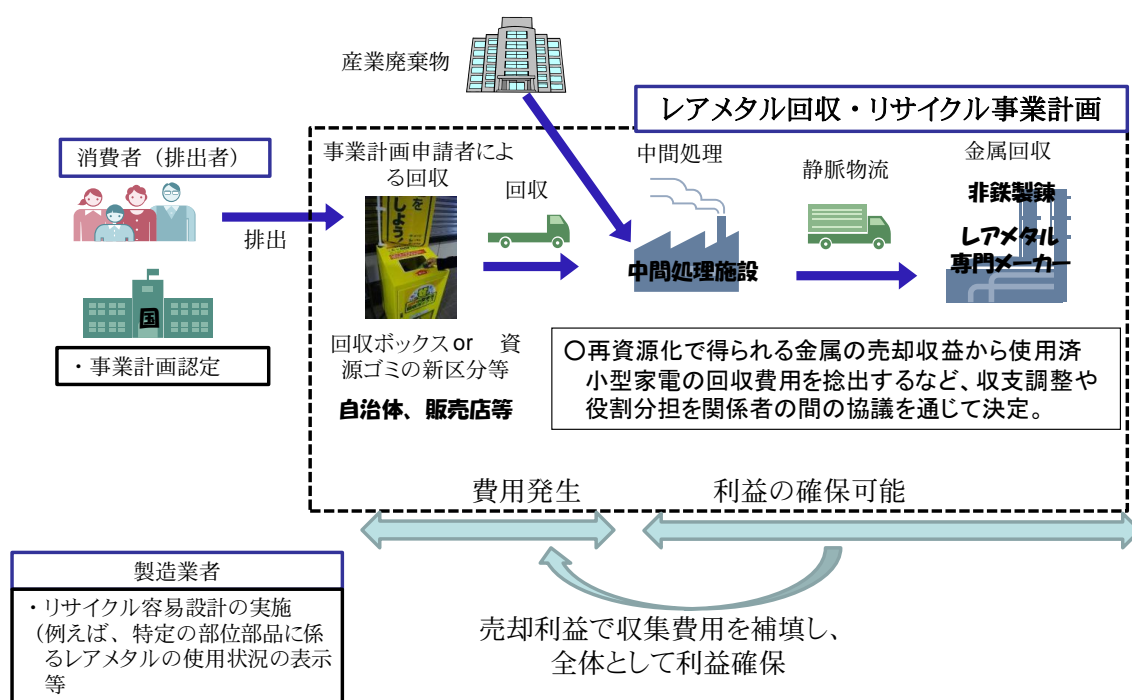 産業廃棄物
レアメタル回収・リサイクル事業計画
消費者（排出者）
排出
国
・事業計画認定
事業計画申請者によ
る回収
回収
回収ボックス or　資
源ゴミの新区分等
自治体、販売店等
中間処理
中間処理施設
静脈物流
金属回収
非鉄製錬
レアメタル
専門メーカー
○再資源化で得られる金属の売却収益から使用済
小型家電の回収費用を捻出するなど、収支調整や
役割分担を関係者の間の協議を通じて決定。
費用発生
利益の確保可能
製造業者
・リサイクル容易設計の実施
（例えば、特定の部位部品に係
るレアメタルの使用状況の表示
等
売却利益で収集費用を補填し、
全体として利益確保